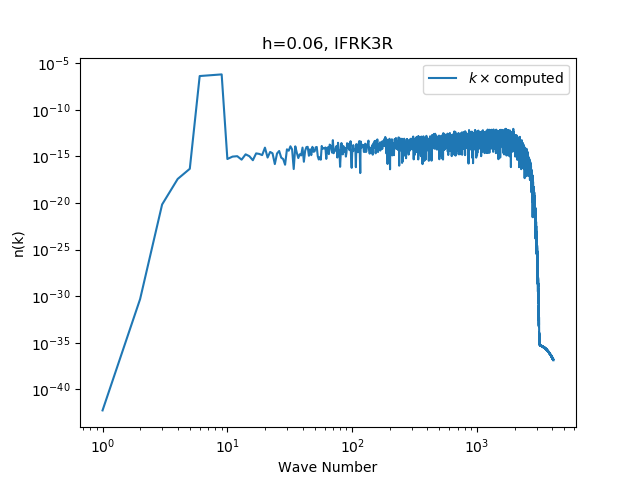 h=0.06, IFRK3R
k × computed
n(k)
10⁻⁵
10⁻¹⁰
10⁻¹⁵
10⁻²⁰
10⁻²⁵
10⁻³⁰
10⁻³⁵
10⁻⁴⁰
10⁰ 10¹ 10² 10³
Wave Number